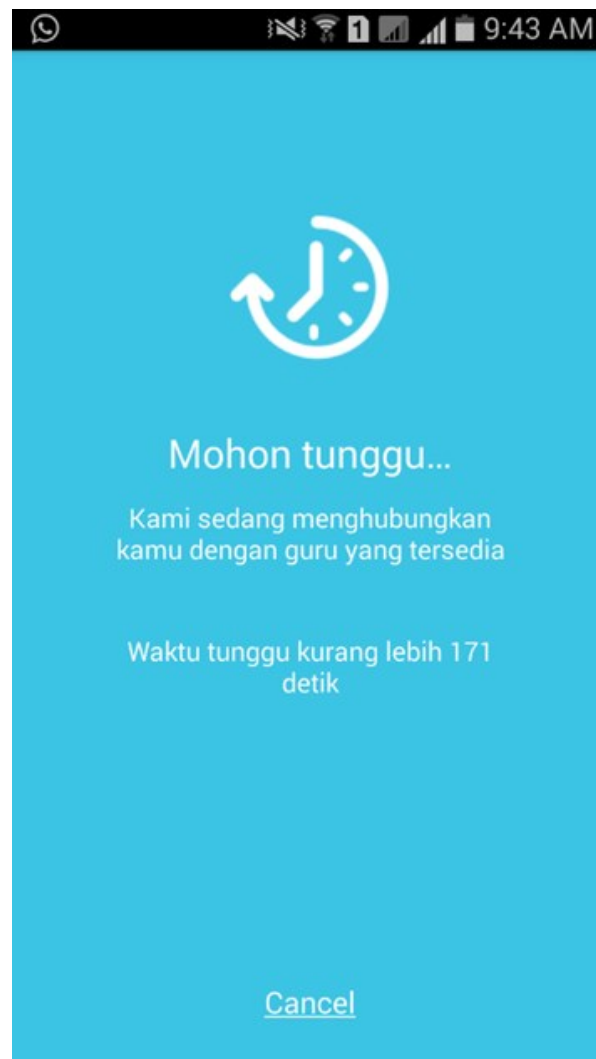 1 9:43 AM
Mohon tunggu...
Kami sedang menghubungkan
kamu dengan guru yang tersedia
Waktu tunggu kurang lebih 171
detik
Cancel